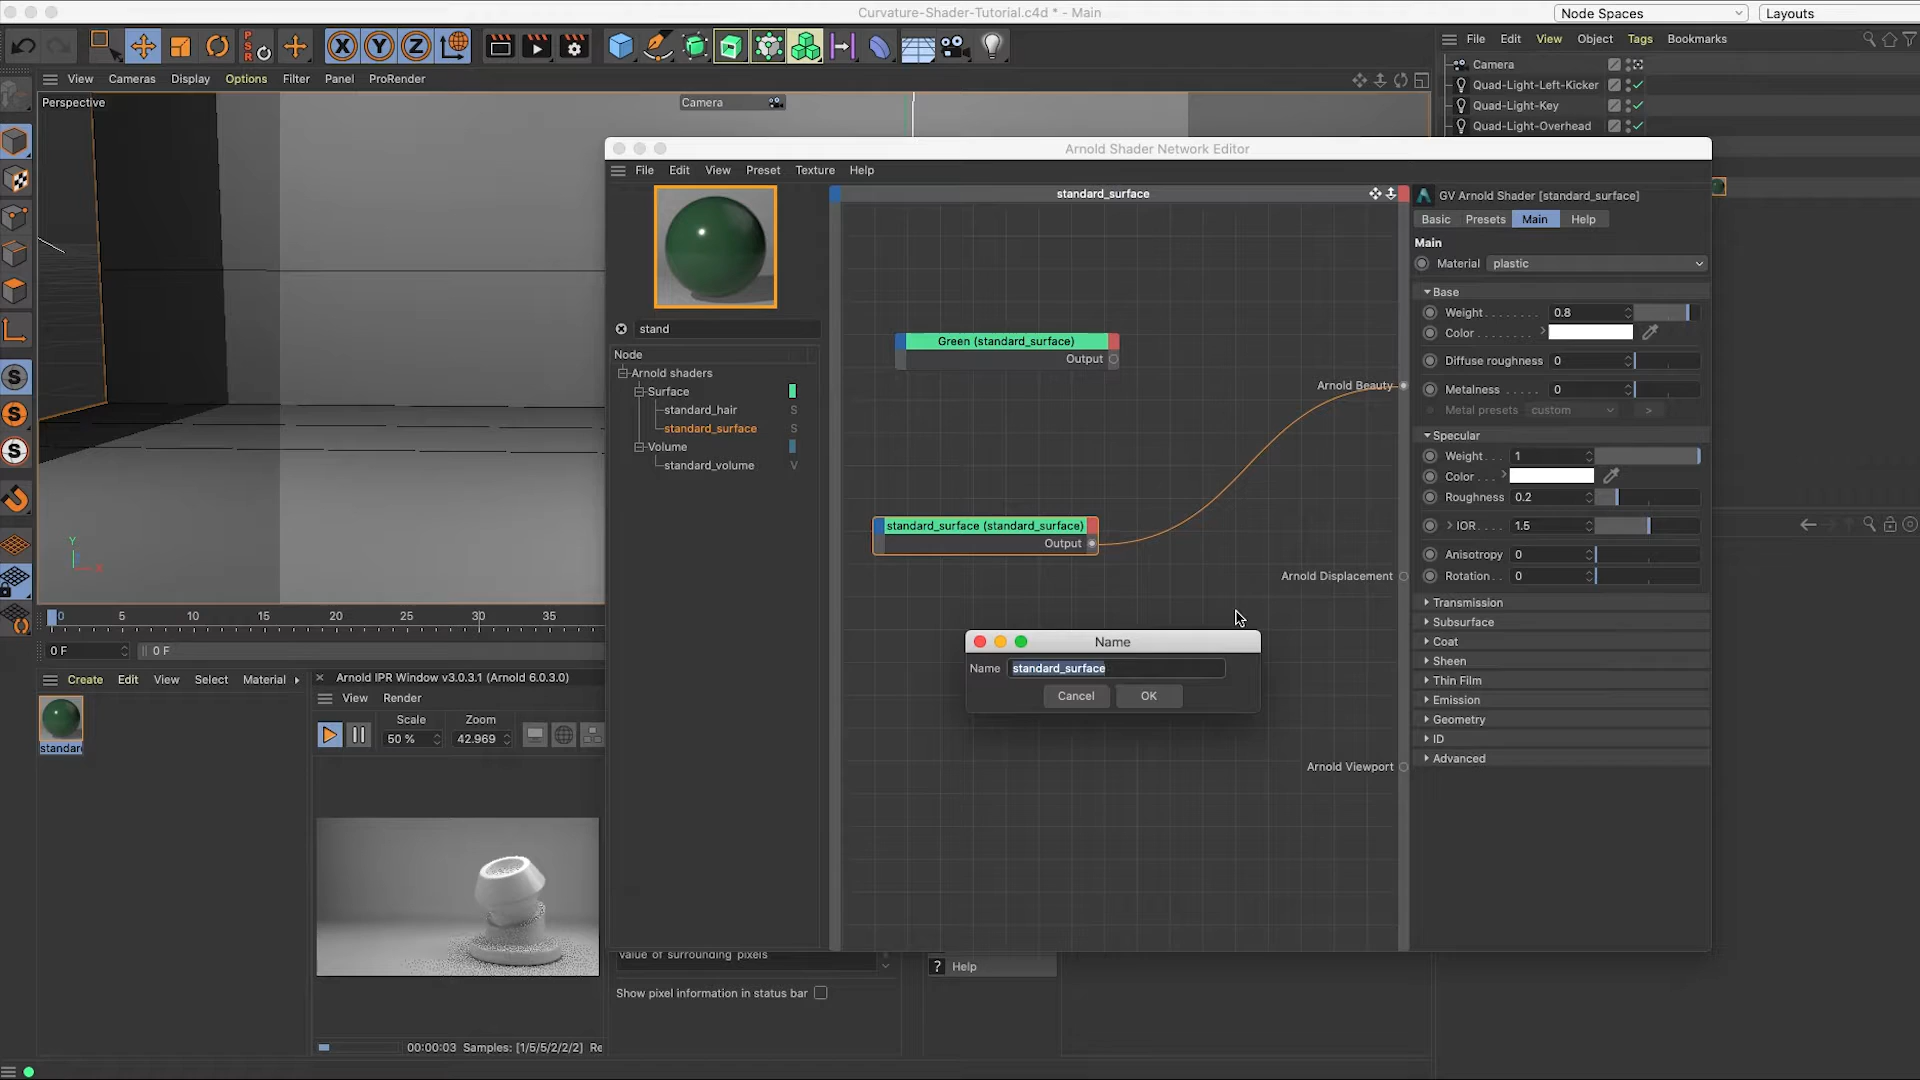 Curvature-Shader-Tutorial.c4d * - Main
Node Spaces
Layouts
File Edit View Object Tags Bookmarks
View Cameras Display Options Filter Panel ProRender
Perspective
Camera
Camera
Quad-Light-Left-Kicker
Quad-Light-Key
Quad-Light-Overhead
Arnold Shader Network Editor
File Edit View Preset Texture Help
stand
Node
Arnold shaders
Surface
standard_hair S
standard_surface S
Volume
standard_volume V
standard_surface
Green (standard_surface)
Output
Arnold Beauty
standard_surface (standard_surface)
Output
Arnold Displacement
Arnold Viewport
Name
Name standard_surface
Cancel OK
GV Arnold Shader [standard_surface]
Basic Presets Main Help
Main
Material plastic
Base
Weight . . . . . . . . 0.8
Color . . . . . . . .
Diffuse roughness 0
Metalness . . . . . 0
Metal presets custom >
Specular
Weight . . . 1
Color . . . .
Roughness 0.2
IOR. . . . 1.5
Anisotropy 0
Rotation . . 0
Transmission
Subsurface
Coat
Sheen
Thin Film
Emission
Geometry
ID
Advanced
X Y Z
PSR
Y
0 5 10 15 20 25 30 35
0 F 0 F
Create Edit View Select Material
standar
Arnold IPR Window v3.0.3.1 (Arnold 6.0.3.0)
View Render
Scale Zoom
50 % 42.969
00:00:03 Samples: [1/5/5/2/2/2] Re
value of surrounding pixels
Show pixel information in status bar
? Help